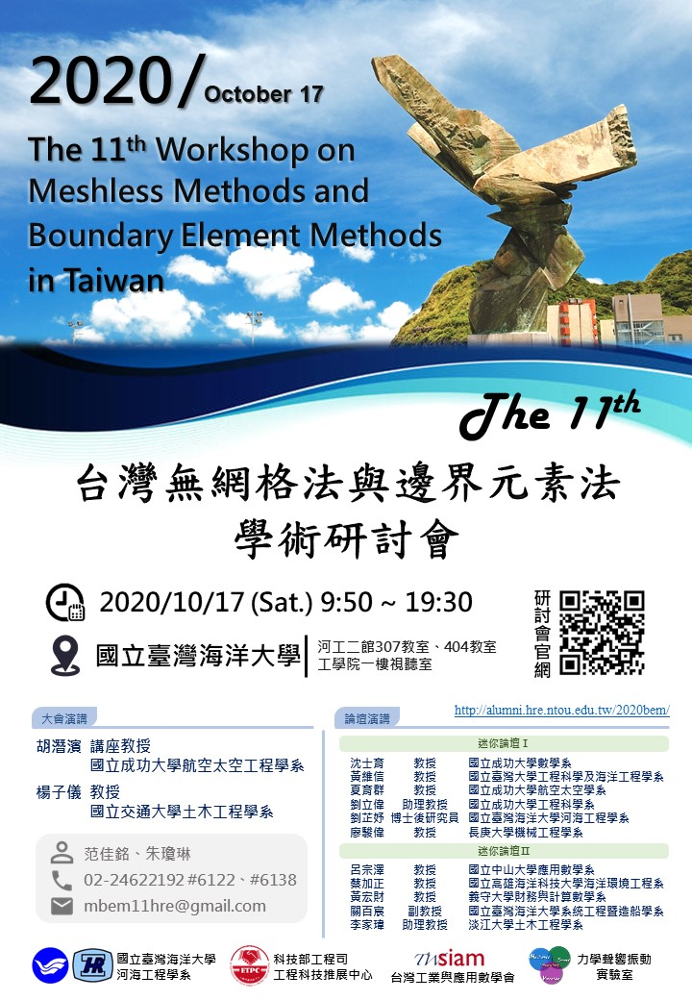 2020/October 17
The 11th Workshop on
Meshless Methods and
Boundary Element Methods
in Taiwan
The 11th
台灣無網格法與邊界元素法
學術研討會
2020/10/17 (Sat.) 9:50 ~ 19:30
國立臺灣海洋大學
河工二館307教室、404教室
工學院一樓視聽室
研討會官網
http://alumni.hre.ntou.edu.tw/2020bem/
大會演講
胡潛濱 講座教授
國立成功大學航空太空工程學系
楊子儀 教授
國立交通大學土木工程學系
范佳銘、朱瓊琳
02-24622192 #6122、#6138
mbem11hre@gmail.com
論壇演講
迷你論壇 I
沈士育 教授 國立成功大學數學系
黃維信 教授 國立臺灣大學工程科學及海洋工程學系
夏育群 教授 國立成功大學航空太空學系
劉立偉 助理教授 國立成功大學工程科學系
劉芷妤 博士後研究員 國立臺灣海洋大學河海工程學系
廖駿偉 教授 長庚大學機械工程學系
迷你論壇 II
呂宗澤 教授 國立中山大學應用數學系
蔡加正 教授 國立高雄海洋科技大學海洋環境工程系
黃宏財 教授 義守大學財務與計算數學系
關百宸 副教授 國立臺灣海洋大學系統工程暨造船學系
李家瑋 助理教授 淡江大學土木工程學系
國立臺灣海洋大學
河海工程學系
ETPC
科技部工程司
工程科技推展中心
msiam
台灣工業與應用數學會
力學聲響振動
實驗室